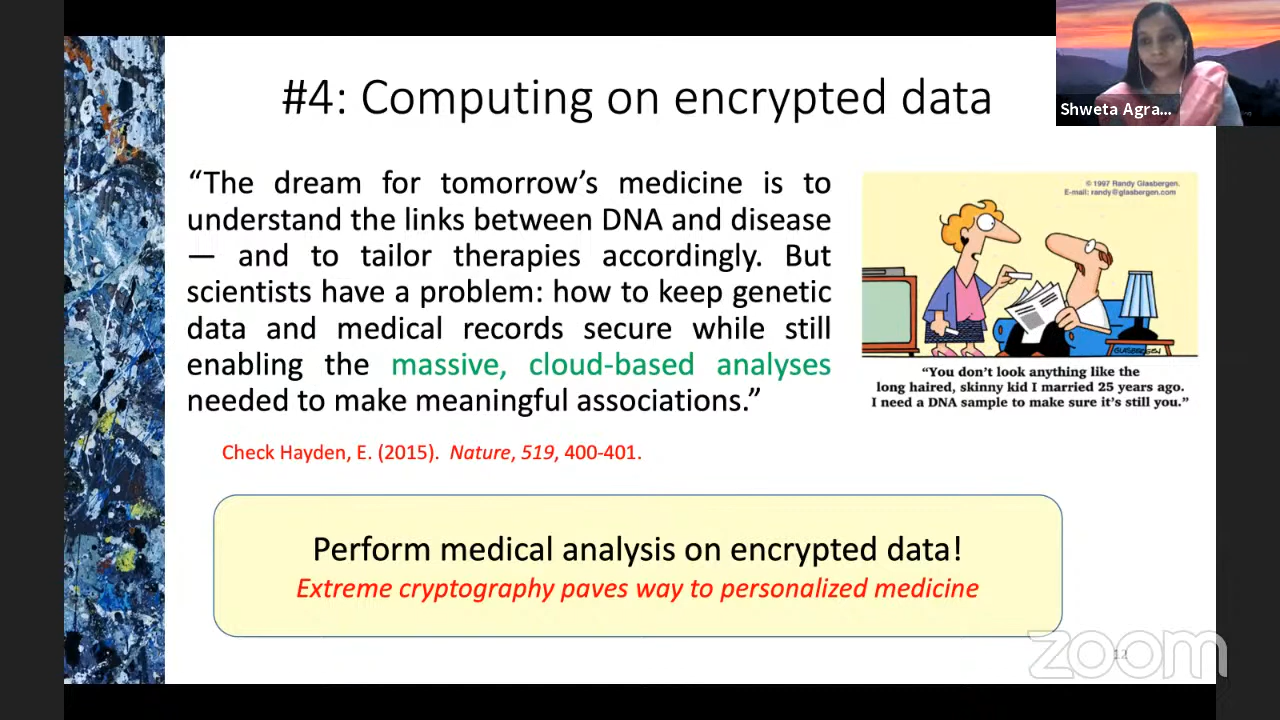 #4: Computing on encrypted data
Shweta Agra...
“The dream for tomorrow’s medicine is to
understand the links between DNA and disease
— and to tailor therapies accordingly. But
scientists have a problem: how to keep genetic
data and medical records secure while still
enabling the massive, cloud-based analyses
needed to make meaningful associations.”
Check Hayden, E. (2015). Nature, 519, 400-401.
© 1997 Randy Glasbergen.
E-mail: randy@glasbergen.com
GLASBERGEN
“You don’t look anything like the
long haired, skinny kid I married 25 years ago.
I need a DNA sample to make sure it’s still you.”
Perform medical analysis on encrypted data!
Extreme cryptography paves way to personalized medicine
zoom
12